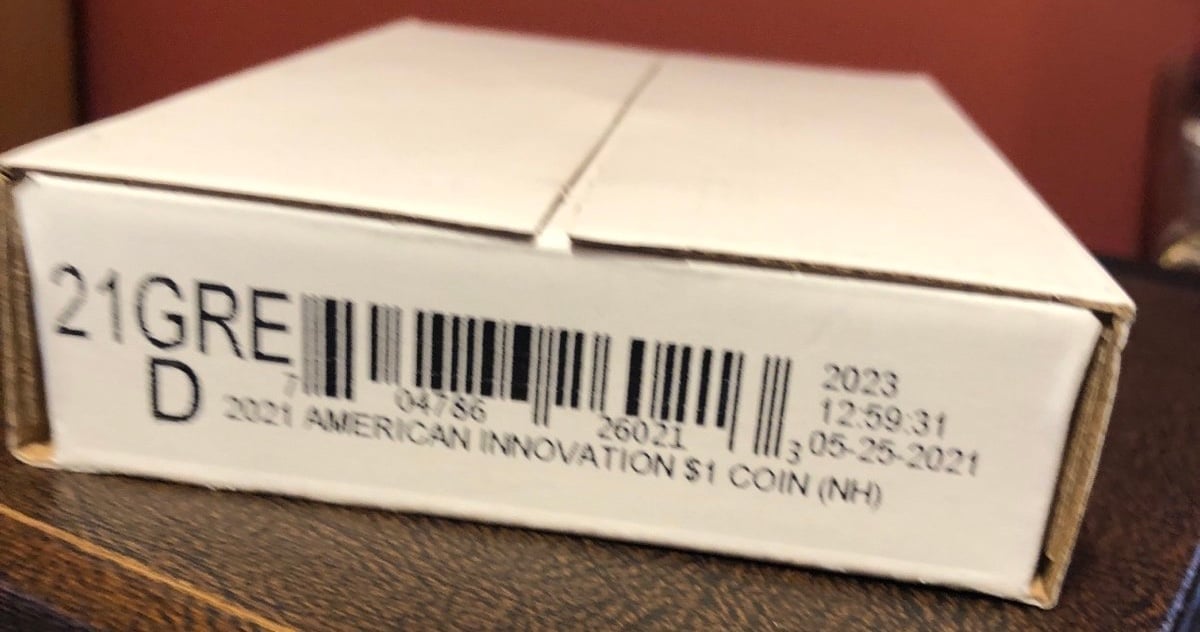 21GRE
D
7 04786 26021 3
2021 AMERICAN INNOVATION $1 COIN (NH)
2023
12:59:31
05-25-2021